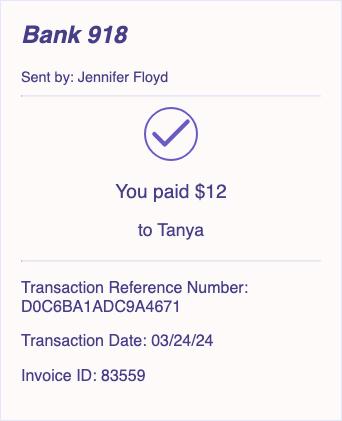 Bank 918
Sent by: Jennifer Floyd
You paid $12
to Tanya
Transaction Reference Number:
D0C6BA1ADC9A4671
Transaction Date: 03/24/24
Invoice ID: 83559